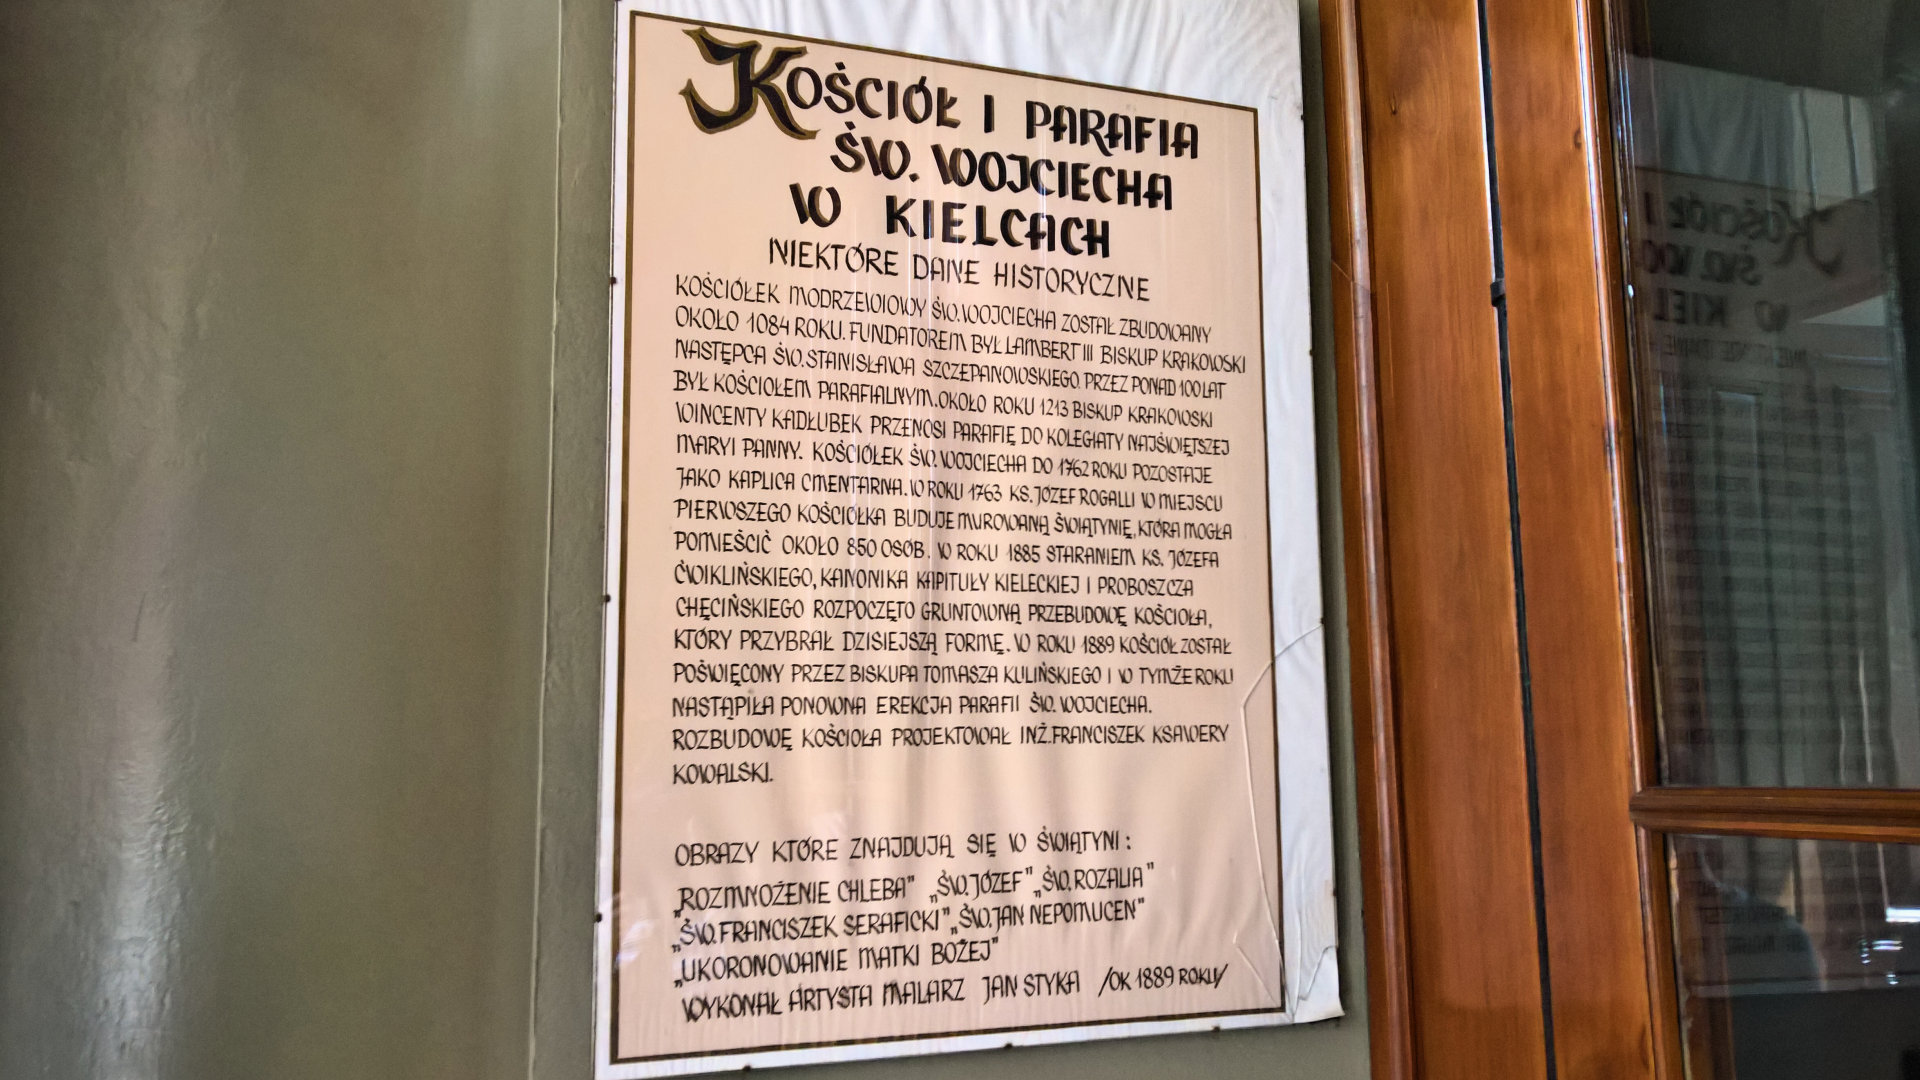 KOŚCIÓŁ I PARAFIA
ŚW. WOJCIECHA
W KIELCACH
NIEKTÓRE DANE HISTORYCZNE
KOŚCIÓŁEK MODRZEWIOWY ŚW. WOJCIECHA ZOSTAŁ ZBUDOWANY
OKOŁO 1084 ROKU. FUNDATOREM BYŁ LAMBERT III BISKUP KRAKOWSKI
NASTĘPCA ŚW. STANISŁAWA SZCZEPANOWSKIEGO. PRZEZ PONAD 100 LAT
BYŁ KOŚCIOŁEM PARAFIALNYM. OKOŁO ROKU 1213 BISKUP KRAKOWSKI
WINCENTY KADŁUBEK PRZENOSI PARAFIĘ DO KOLEGIATY NAJŚWIĘTSZEJ
MARYI PANNY. KOŚCIÓŁEK ŚW. WOJCIECHA DO 1762 ROKU POZOSTAJE
JAKO KAPLICA CMENTARNA. W ROKU 1763 KS. JÓZEF ROGALLI W MIEJSCU
PIERWSZEGO KOŚCIÓŁKA BUDUJE MUROWANĄ ŚWIĄTYNIĘ, KTÓRA MOGŁA
POMIEŚCIĆ OKOŁO 850 OSÓB. W ROKU 1885 STARANIEM KS. JÓZEFA
ĆWIKLIŃSKIEGO, KANONIKA KAPITUŁY KIELECKIEJ I PROBOSZCZA
CHĘCIŃSKIEGO ROZPOCZĘTO GRUNTOWNĄ PRZEBUDOWĘ KOŚCIOŁA,
KTÓRY PRZYBRAŁ DZISIEJSZĄ FORMĘ. W ROKU 1889 KOŚCIÓŁ ZOSTAŁ
POŚWIĘCONY PRZEZ BISKUPA TOMASZA KULIŃSKIEGO I W TYMŻE ROKU
NASTĄPIŁA PONOWNA EREKCJA PARAFII ŚW. WOJCIECHA.
ROZBUDOWĘ KOŚCIOŁA PROJEKTOWAŁ INŻ. FRANCISZEK KSAWERY
KOWALSKI.
OBRAZY KTÓRE ZNAJDUJĄ SIĘ W ŚWIĄTYNI:
„ROZMNOŻENIE CHLEBA" „ŚW. JÓZEF" „ŚW. ROZALIA"
„ŚW. FRANCISZEK SERAFICKI" „ŚW. JAN NEPOMUCEN"
„UKORONOWANIE MATKI BOŻEJ"
WYKONAŁ ARTYSTA MALARZ JAN STYKA /OK 1889 ROKU/